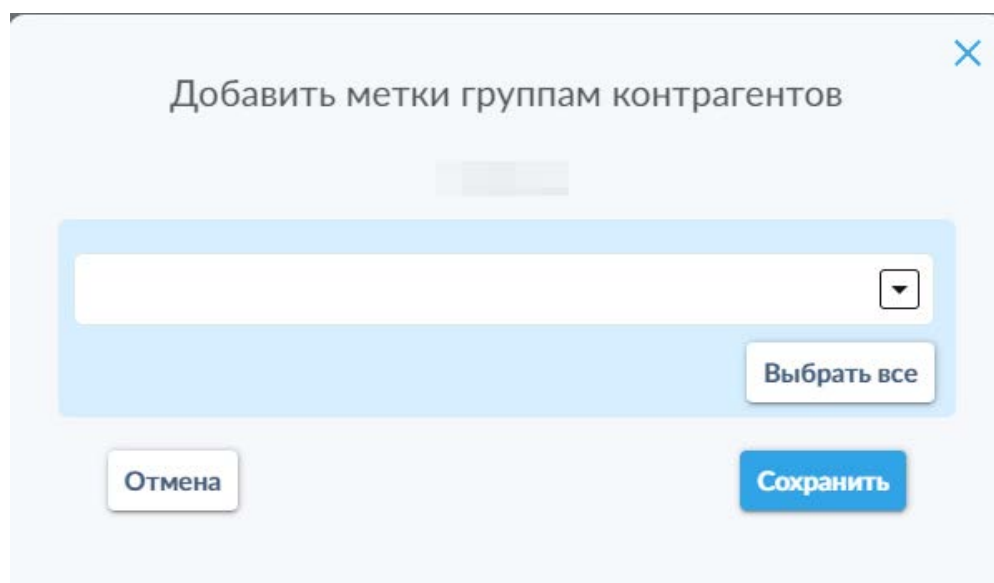 Добавить метки группам контрагентов
Выбрать все
Отмена
Сохранить